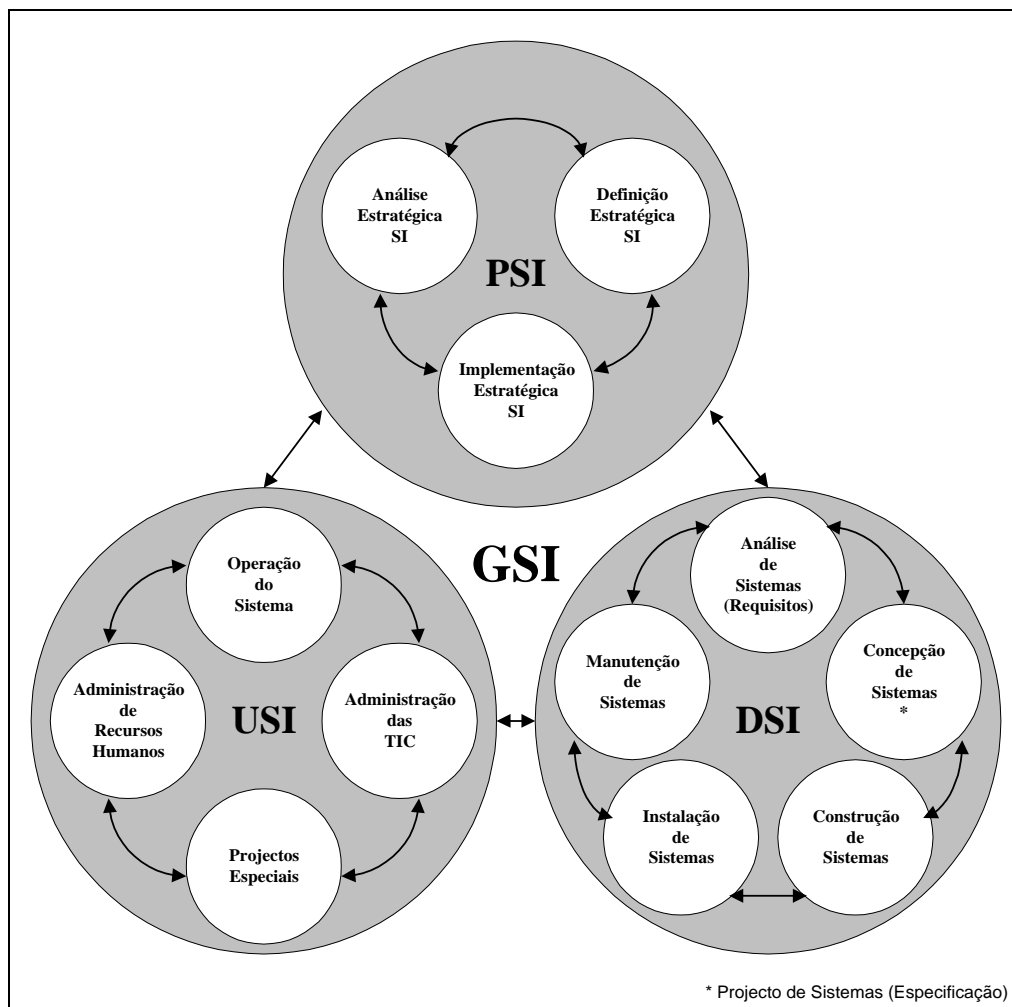 Análise
Estratégica
SI
Definição
Estratégica
SI
PSI
Implementação
Estratégica
SI
GSI
Operação
do
Sistema
Administração
de
Recursos
Humanos
USI
Administração
das
TIC
Projectos
Especiais
Análise
de
Sistemas
(Requisitos)
Manutenção
de
Sistemas
DSI
Concepção
de
Sistemas
*
Instalação
de
Sistemas
Construção
de
Sistemas
* Projecto de Sistemas (Especificação)